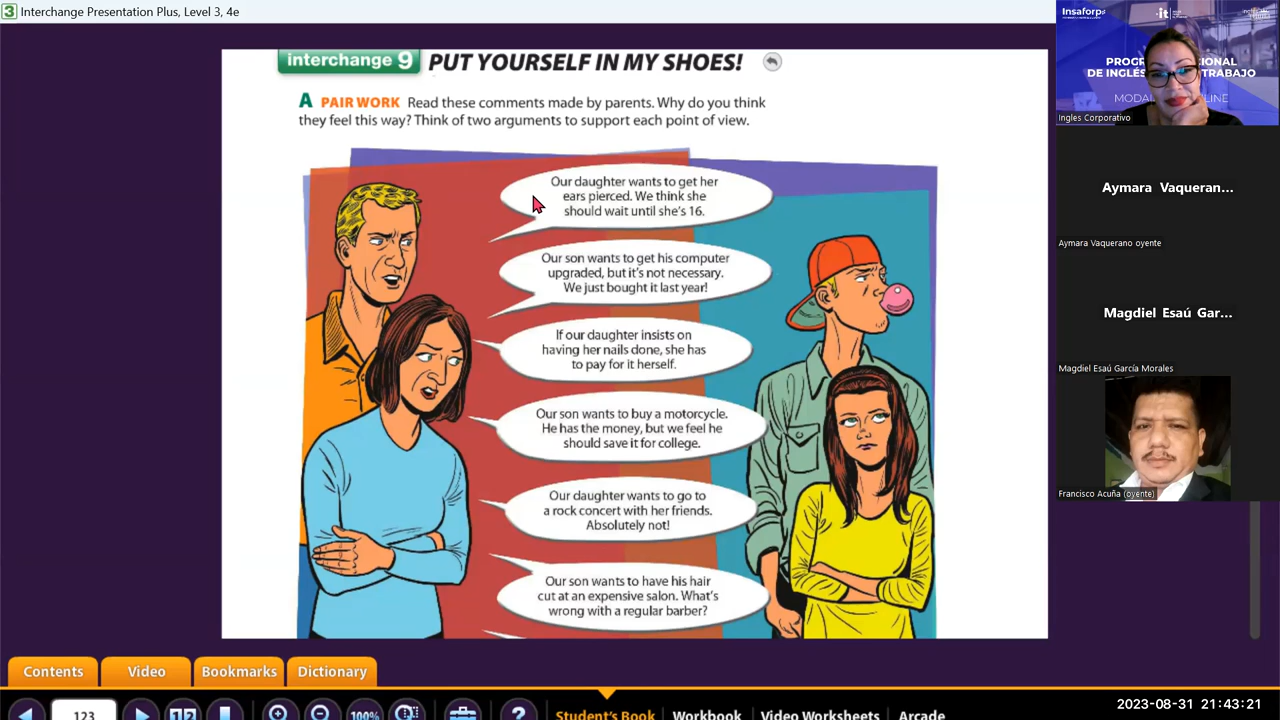 Interchange Presentation Plus, Level 3, 4e
interchange 9 PUT YOURSELF IN MY SHOES!
A PAIR WORK Read these comments made by parents. Why do you think
they feel this way? Think of two arguments to support each point of view.
Our daughter wants to get her
ears pierced. We think she
should wait until she's 16.
Our son wants to get his computer
upgraded, but it's not necessary.
We just bought it last year!
If our daughter insists on
having her nails done, she has
to pay for it herself.
Our son wants to buy a motorcycle.
He has the money, but we feel he
should save it for college.
Our daughter wants to go to
a rock concert with her friends.
Absolutely not!
Our son wants to have his hair
cut at an expensive salon. What's
wrong with a regular barber?
Insaforp
Ingles Corporativo
Aymara Vaqueran...
Aymara Vaquerano oyente
Magdiel Esaú Gar...
Magdiel Esaú García Morales
Francisco Acuña (oyente)
Contents
Video
Bookmarks
Dictionary
123
100%
Student's Book
Workbook
Video Worksheets
Arcade
2023-08-31 21:43:21